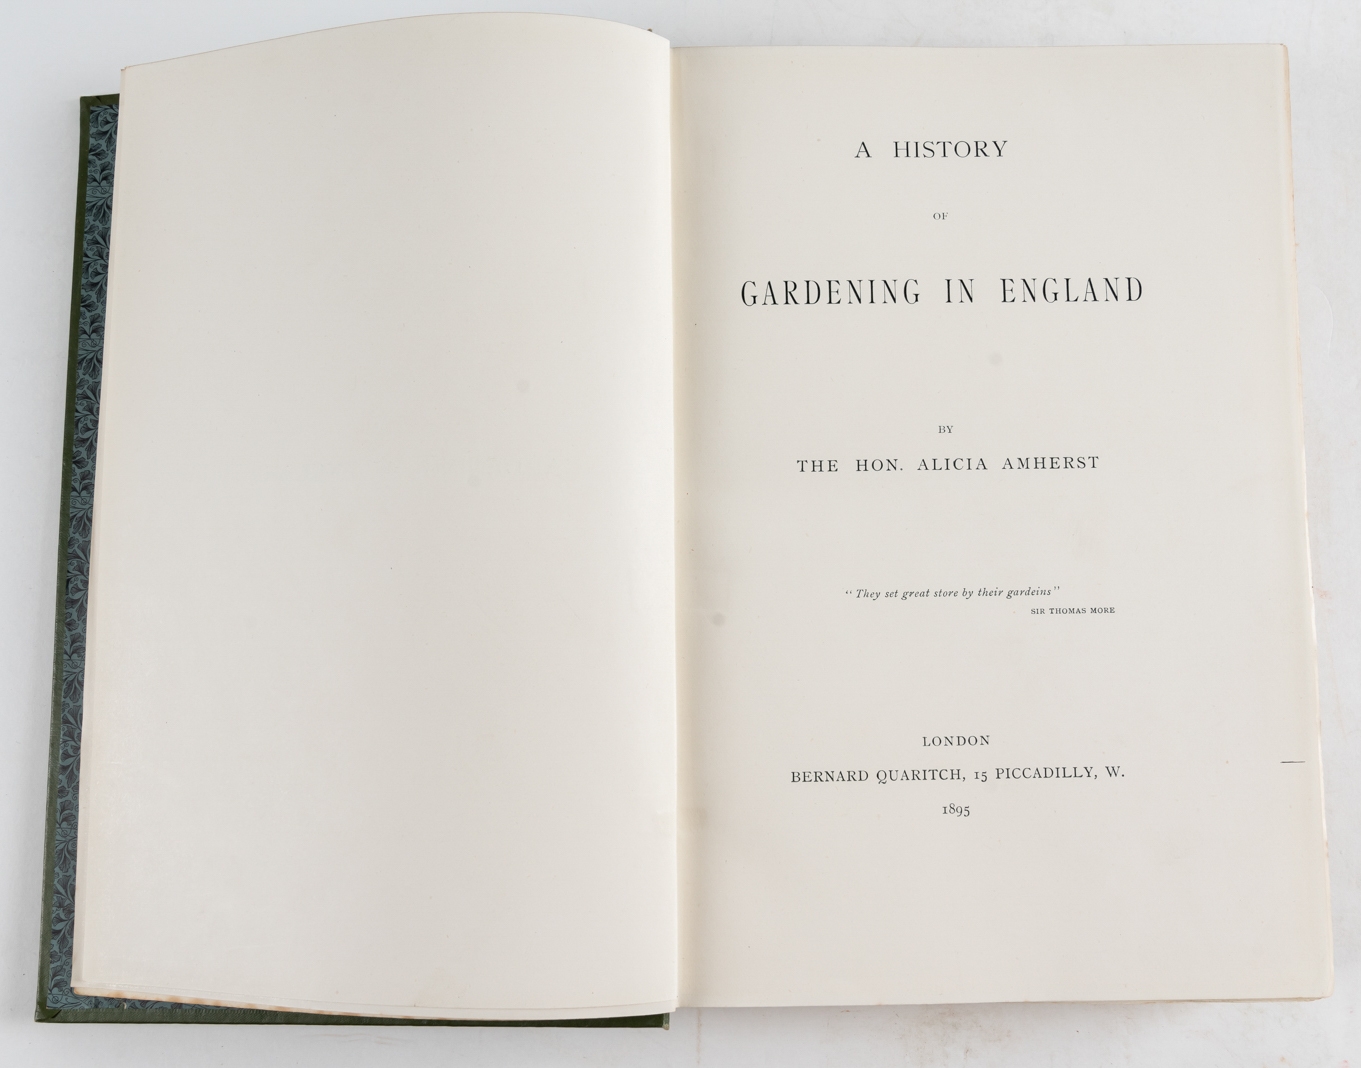 A HISTORY
OF
GARDENING IN ENGLAND
BY
THE HON. ALICIA AMHERST
“They set great store by their gardeins”
SIR THOMAS MORE
LONDON
BERNARD QUARITCH, 15 PICCADILLY, W.
1895